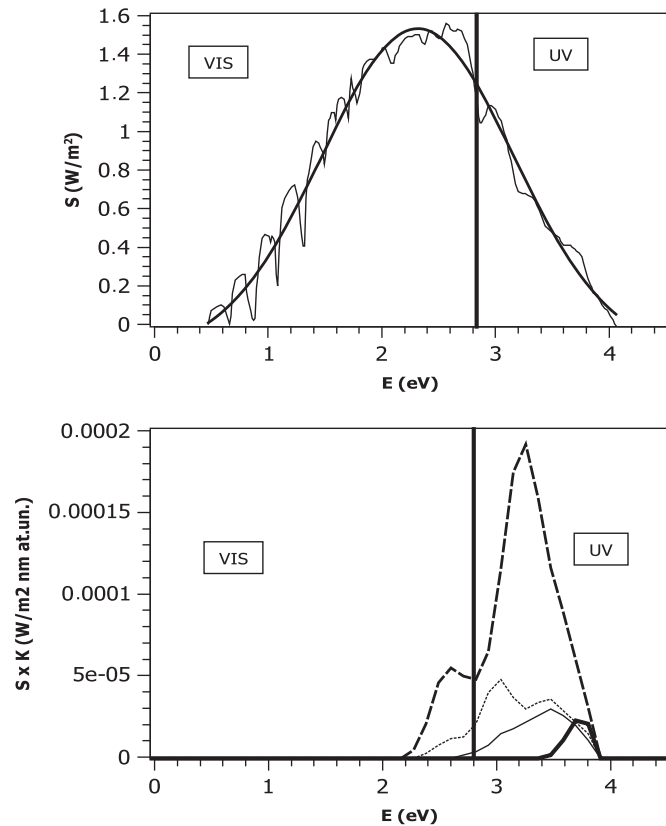 1.6
1.4
1.2
1
0.8
0.6
0.4
0.2
0
S (W/m²)
VIS
UV
0 1 2 3 4
E (eV)
0.0002
0.00015
0.0001
5e-05
0
S x K (W/m2 nm at.un.)
VIS
UV
0 1 2 3 4
E (eV)